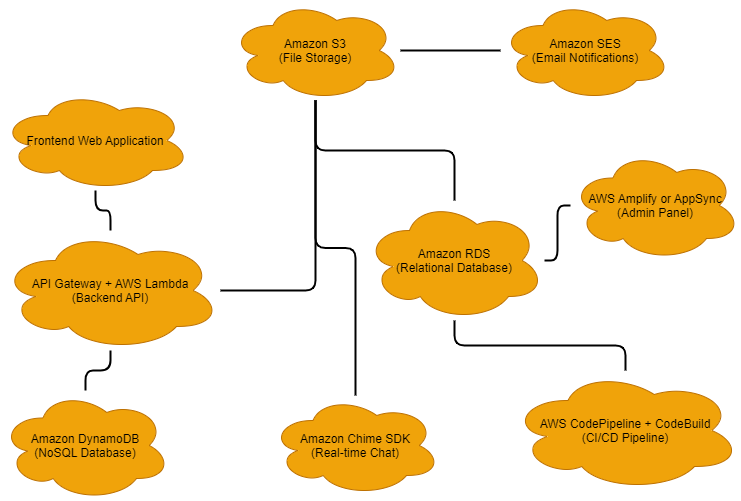 Amazon S3
(File Storage)
Amazon SES
(Email Notifications)
Frontend Web Application
AWS Amplify or AppSync
(Admin Panel)
Amazon RDS
(Relational Database)
API Gateway + AWS Lambda
(Backend API)
Amazon DynamoDB
(NoSQL Database)
Amazon Chime SDK
(Real-time Chat)
AWS CodePipeline + CodeBuild
(CI/CD Pipeline)